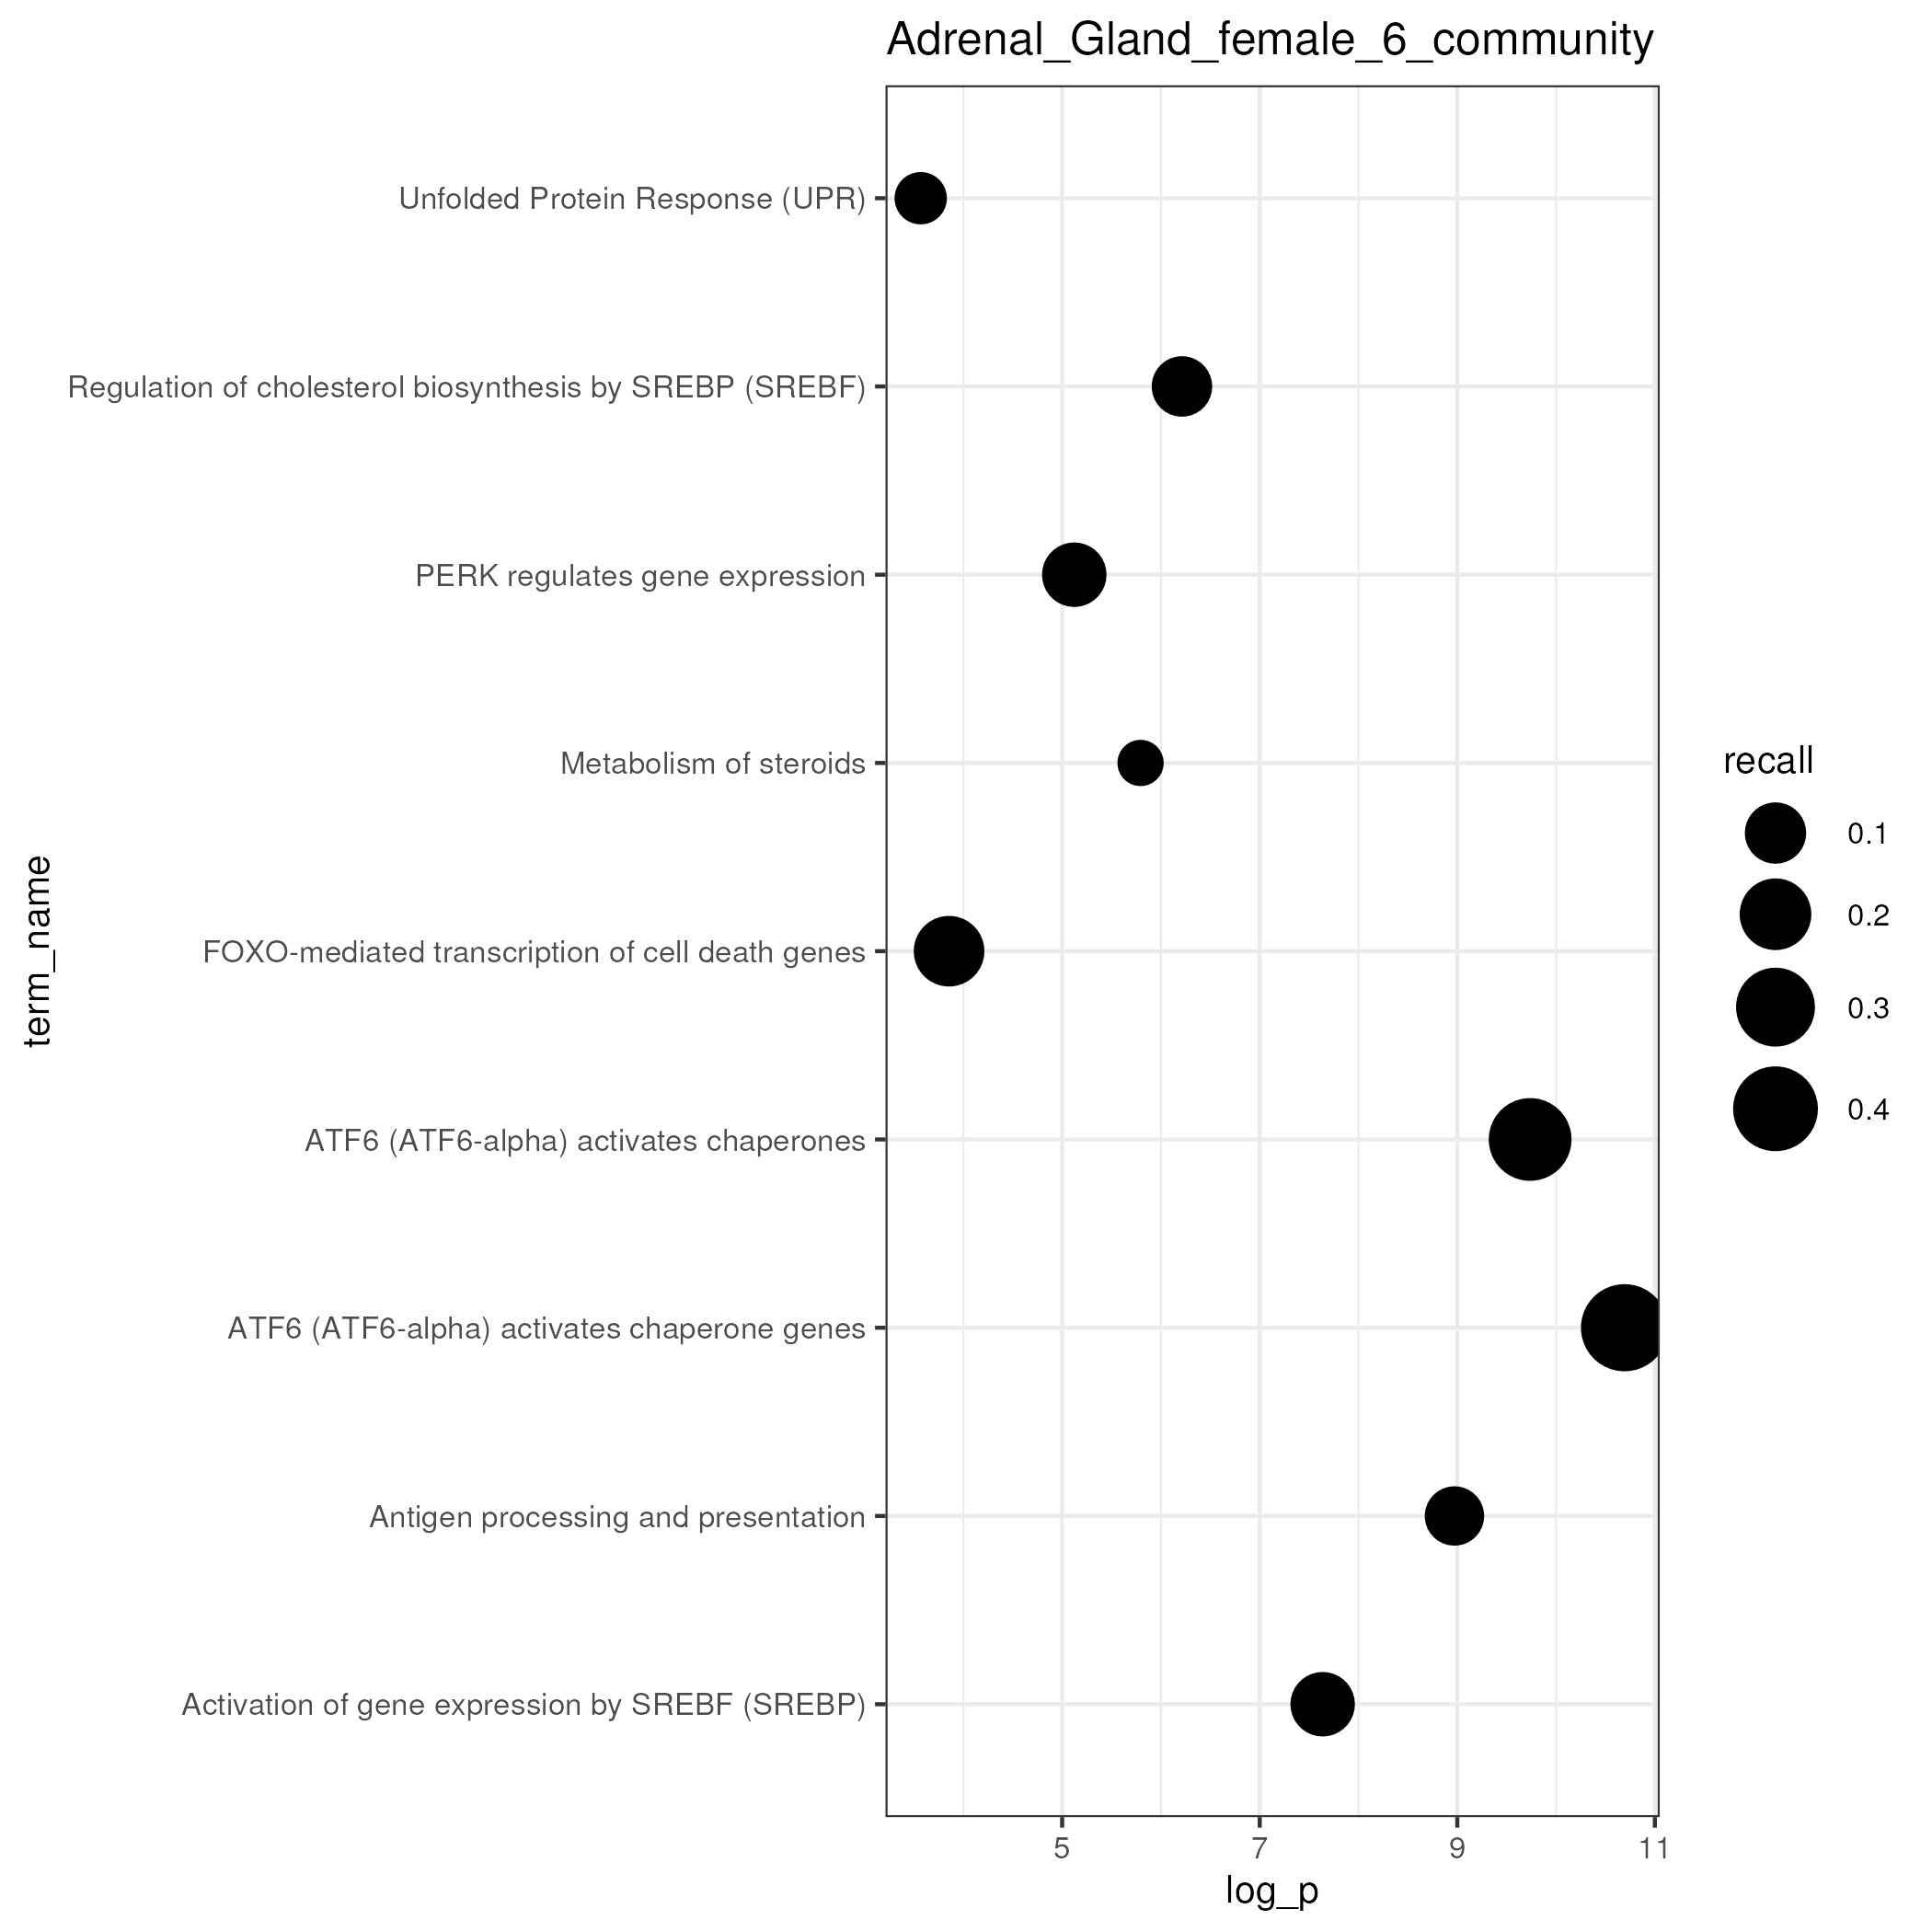 Adrenal_Gland_female_6_community
term_name
Unfolded Protein Response (UPR)
Regulation of cholesterol biosynthesis by SREBP (SREBF)
PERK regulates gene expression
Metabolism of steroids
FOXO-mediated transcription of cell death genes
ATF6 (ATF6-alpha) activates chaperones
ATF6 (ATF6-alpha) activates chaperone genes
Antigen processing and presentation
Activation of gene expression by SREBF (SREBP)
5 7 9 11
log_p
recall
0.1
0.2
0.3
0.4